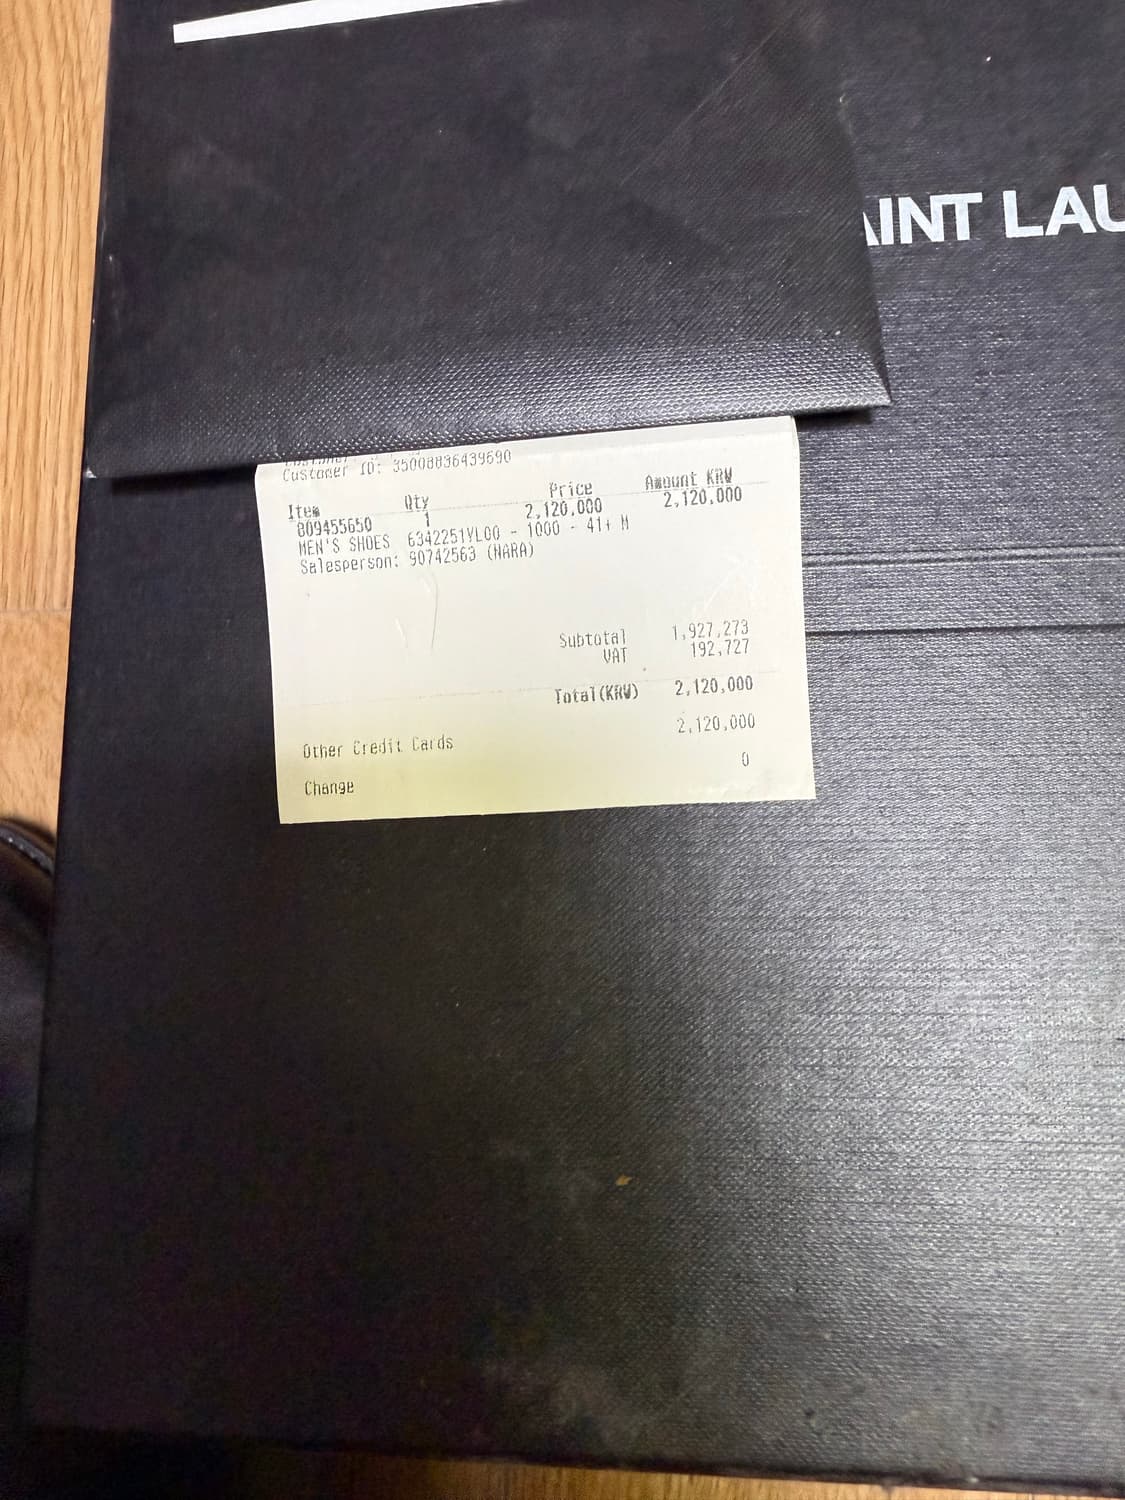 AINT LAU
Customer ID: 35008836439690
Item Qty Price Amount KRW
809455650 1 2,120,000 2,120,000
MEN'S SHOES 6342251YL00 - 1000 - 41+ M
Salesperson: 90742563 (NARA)
Subtotal 1,927,273
VAT 192,727
Total(KRW) 2,120,000
Other Credit Cards 2,120,000
Change 0